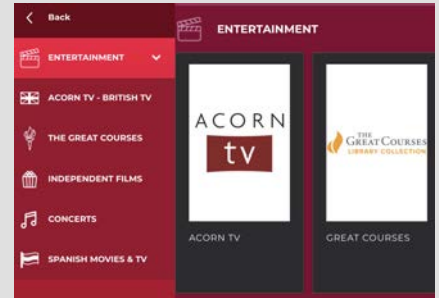 Back
ENTERTAINMENT
ACORN TV - BRITISH TV
THE GREAT COURSES
INDEPENDENT FILMS
CONCERTS
SPANISH MOVIES & TV
ENTERTAINMENT
ACORN
tv
ACORN TV
THE
GREAT COURSES
LIBRARY COLLECTION
GREAT COURSES